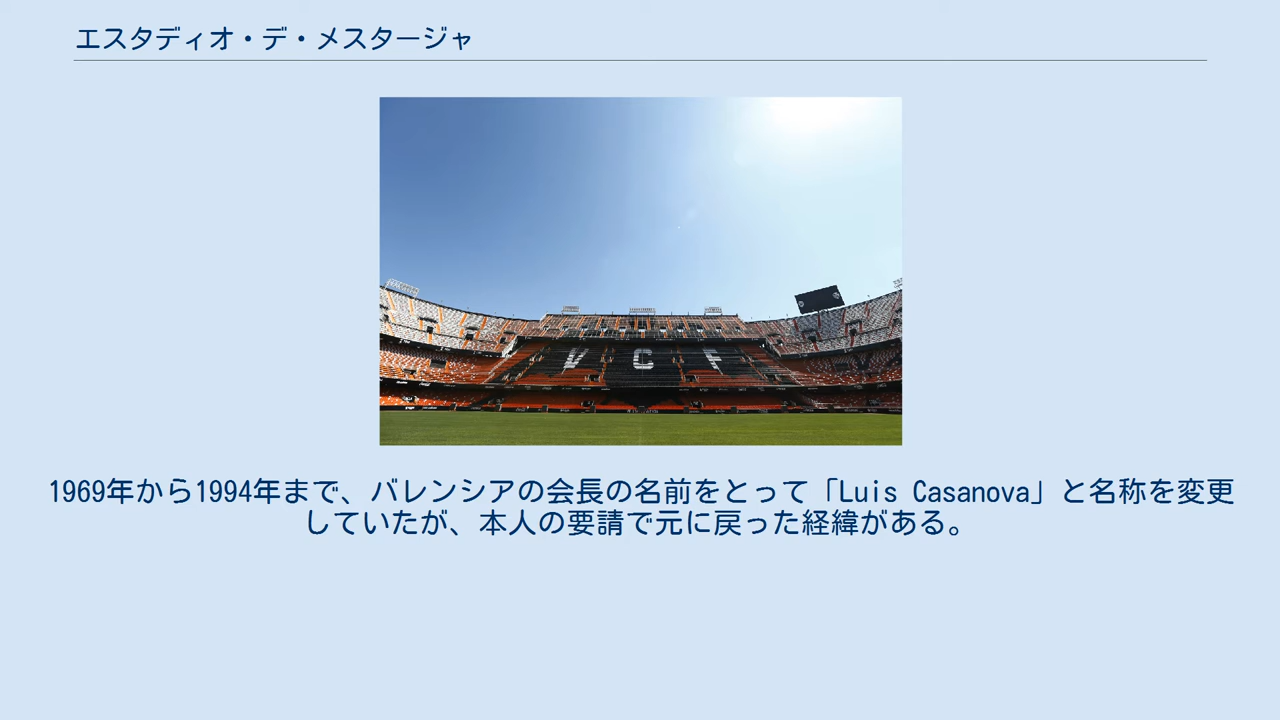 エスタディオ・デ・メスタージャ
V C F
1969年から1994年まで、バレンシアの会長の名前をとって「Luis Casanova」と名称を変更
していたが、本人の要請で元に戻った経緯がある。